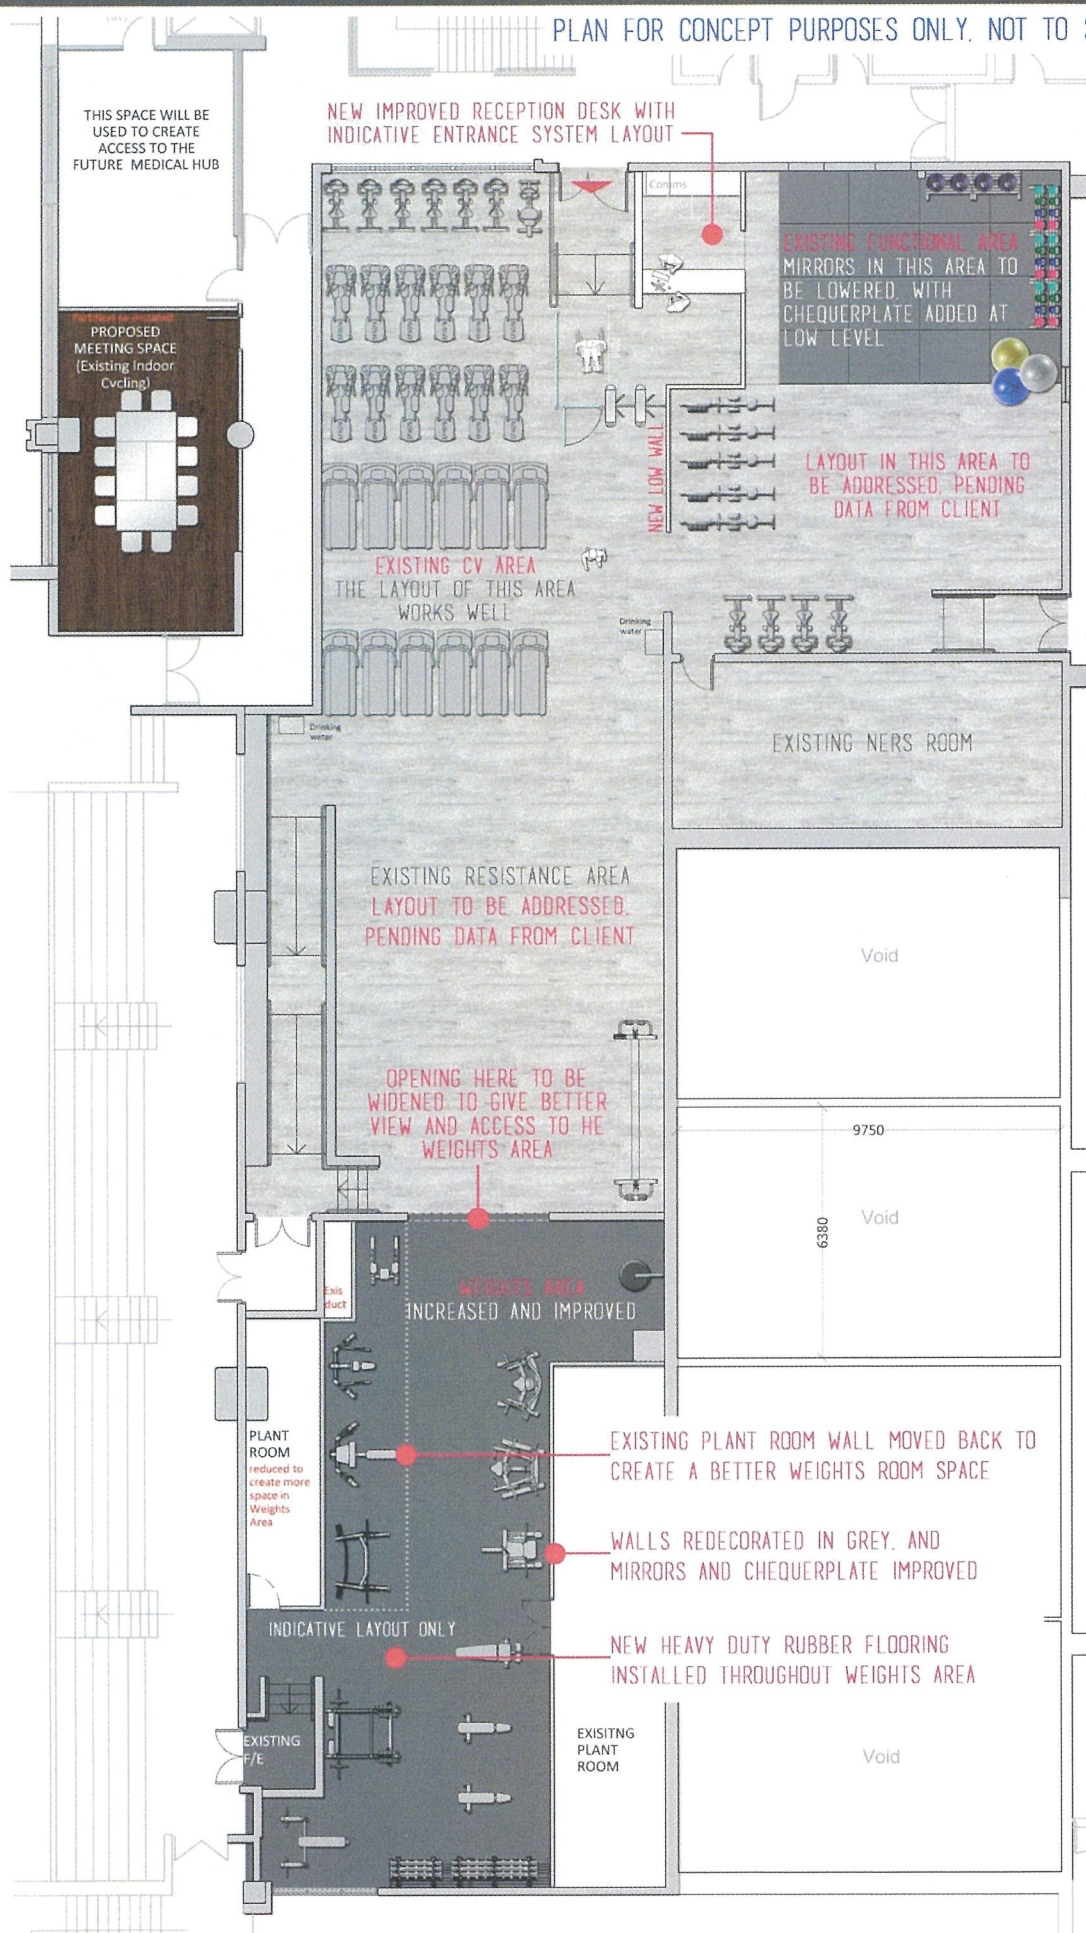 PLAN FOR CONCEPT PURPOSES ONLY, NOT TO
THIS SPACE WILL BE
USED TO CREATE
ACCESS TO THE
FUTURE MEDICAL HUB
NEW IMPROVED RECEPTION DESK WITH
INDICATIVE ENTRANCE SYSTEM LAYOUT
Comms
EXISTING FUNCTIONAL AREA
MIRRORS IN THIS AREA TO
BE LOWERED, WITH
CHEQUERPLATE ADDED AT
LOW LEVEL
Partition re-instated
PROPOSED
MEETING SPACE
(Existing Indoor
Cycling)
NEW LOW WALL
LAYOUT IN THIS AREA TO
BE ADDRESSED, PENDING
DATA FROM CLIENT
EXISTING CV AREA
THE LAYOUT OF THIS AREA
WORKS WELL
Drinking
water
Drinking
water
EXISTING NERS ROOM
EXISTING RESISTANCE AREA
LAYOUT TO BE ADDRESSED,
PENDING DATA FROM CLIENT
Void
OPENING HERE TO BE
WIDENED TO GIVE BETTER
VIEW AND ACCESS TO HE
WEIGHTS AREA
9750
6380
Void
Exis
duct
WEIGHTS AREA
INCREASED AND IMPROVED
PLANT
ROOM
reduced to
create more
space in
Weights
Area
EXISTING PLANT ROOM WALL MOVED BACK TO
CREATE A BETTER WEIGHTS ROOM SPACE
WALLS REDECORATED IN GREY, AND
MIRRORS AND CHEQUERPLATE IMPROVED
INDICATIVE LAYOUT ONLY
NEW HEAVY DUTY RUBBER FLOORING
INSTALLED THROUGHOUT WEIGHTS AREA
EXISTING
F/E
EXISITNG
PLANT
ROOM
Void